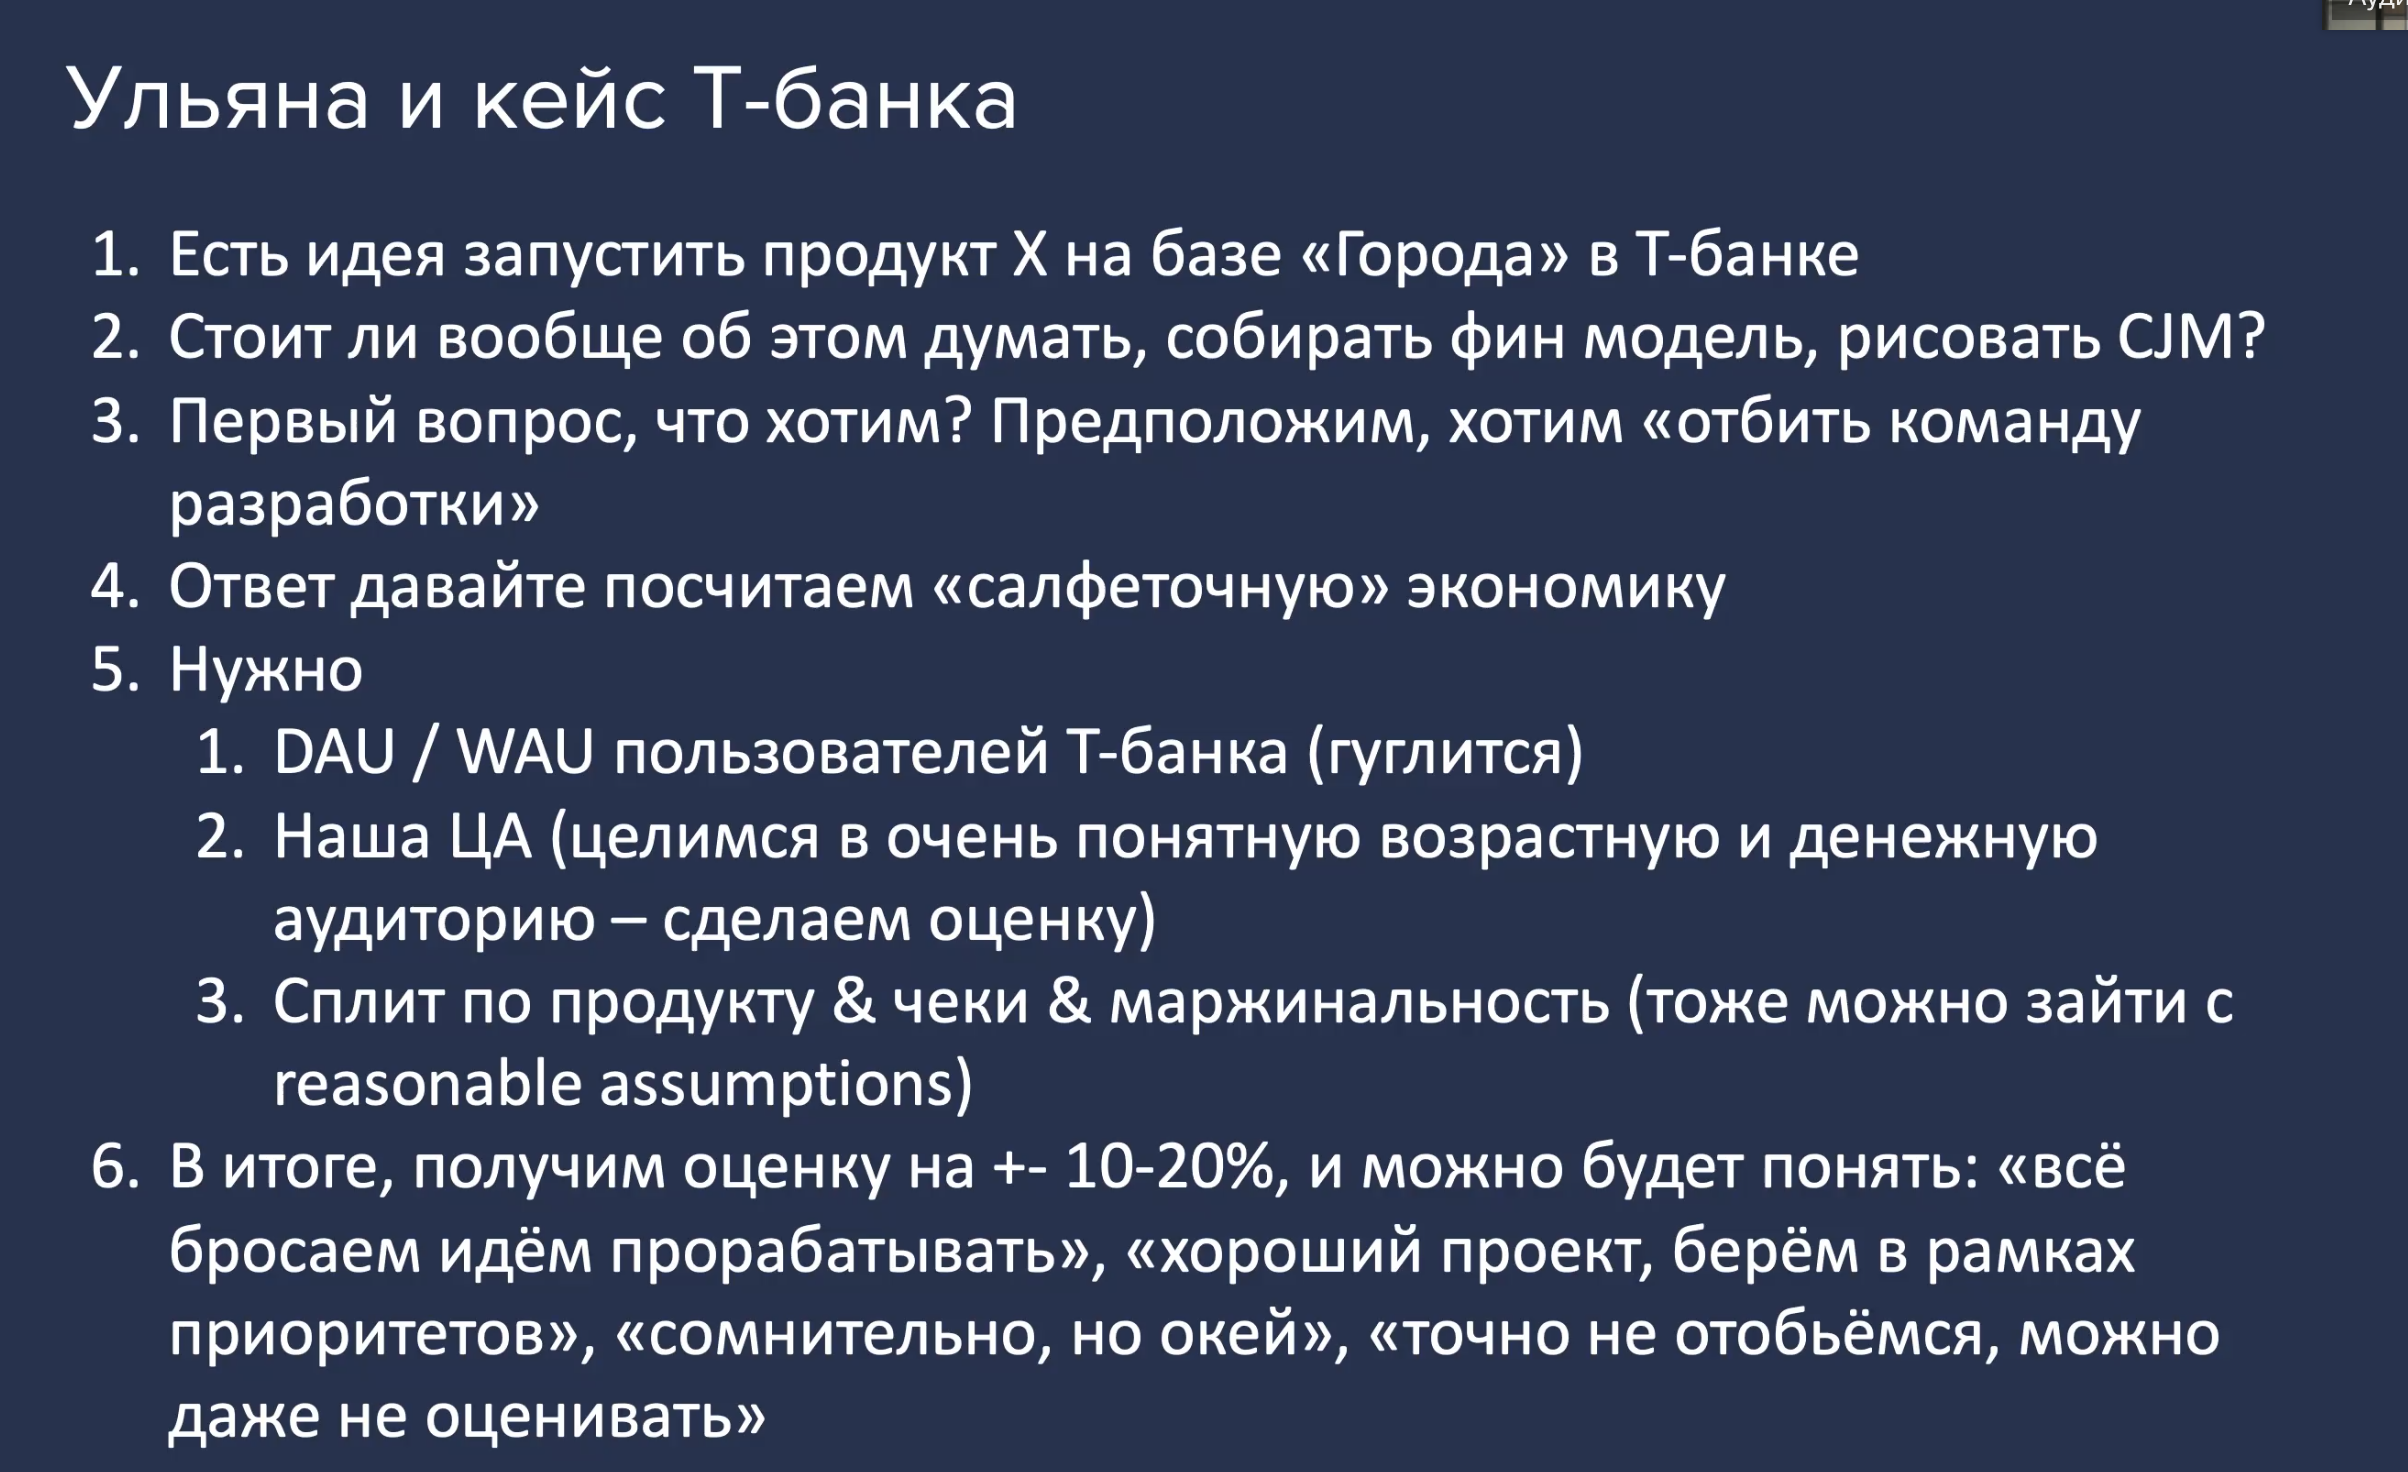 Ульяна и кейс Т-банка
1. Есть идея запустить продукт X на базе «Города» в Т-банке
2. Стоит ли вообще об этом думать, собирать фин модель, рисовать CJM?
3. Первый вопрос, что хотим? Предположим, хотим «отбить команду
разработки»
4. Ответ давайте посчитаем «салфеточную» экономику
5. Нужно
1. DAU / WAU пользователей Т-банка (гуглится)
2. Наша ЦА (целимся в очень понятную возрастную и денежную
аудиторию – сделаем оценку)
3. Сплит по продукту & чеки & маржинальность (тоже можно зайти с
reasonable assumptions)
6. В итоге, получим оценку на +- 10-20%, и можно будет понять: «всё
бросаем идём прорабатывать», «хороший проект, берём в рамках
приоритетов», «сомнительно, но окей», «точно не отобьёмся, можно
даже не оценивать»